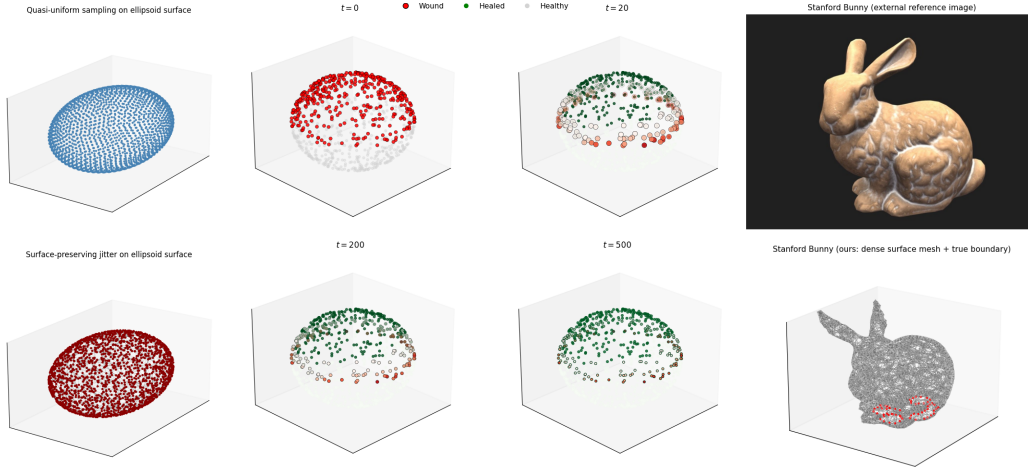 Quasi-uniform sampling on ellipsoid surface
t = 0
Wound Healed Healthy
t = 20
Stanford Bunny (external reference image)
Surface-preserving jitter on ellipsoid surface
t = 200
t = 500
Stanford Bunny (ours: dense surface mesh + true boundary)